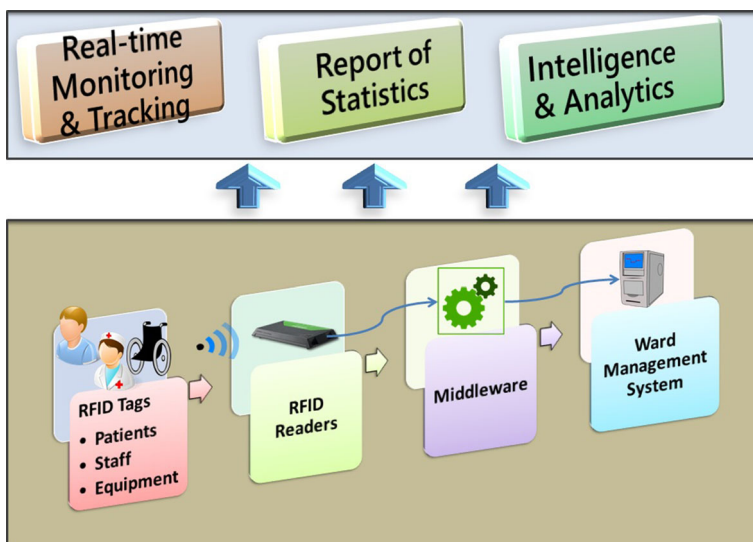 Real-time
Monitoring
& Tracking
Report of
Statistics
Intelligence
& Analytics
RFID Tags
• Patients
• Staff
• Equipment
RFID
Readers
Middleware
Ward
Management
System